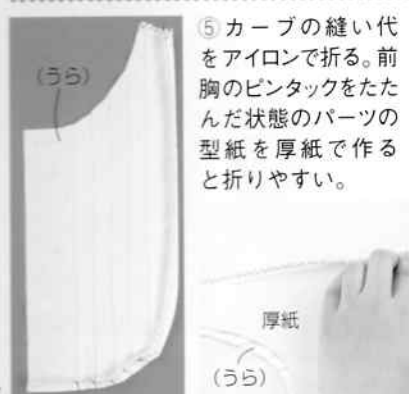 (うら)
⑤カーブの縫い代
をアイロンで折る。前
胸のピンタックをたた
んだ状態のパーツの
型紙を厚紙で作る
と折りやすい。
厚紙
(うら)